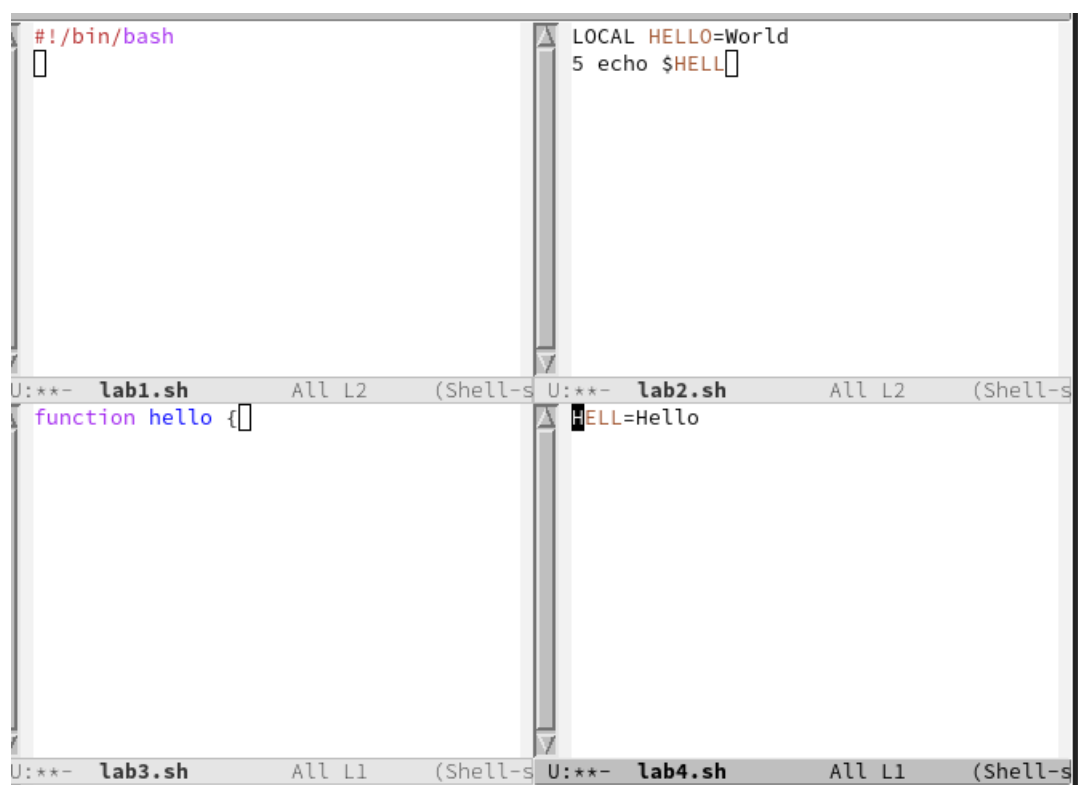 #!/bin/bash
U:**-  lab1.sh  All L2  (Shell-s
LOCAL HELLO=World
5 echo $HELL
U:**-  lab2.sh  All L2  (Shell-s
function hello {
U:**-  lab3.sh  All L1  (Shell-s
HELL=Hello
U:**-  lab4.sh  All L1  (Shell-s